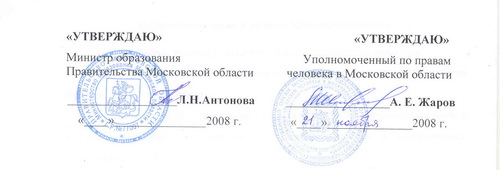 «УТВЕРЖДАЮ»
Министр образования
Правительства Московской области
Л.Н.Антонова
« » 2008 г.
«УТВЕРЖДАЮ»
Уполномоченный по правам
человека в Московской области
А. Е. Жаров
« 21 » ноября 2008 г.